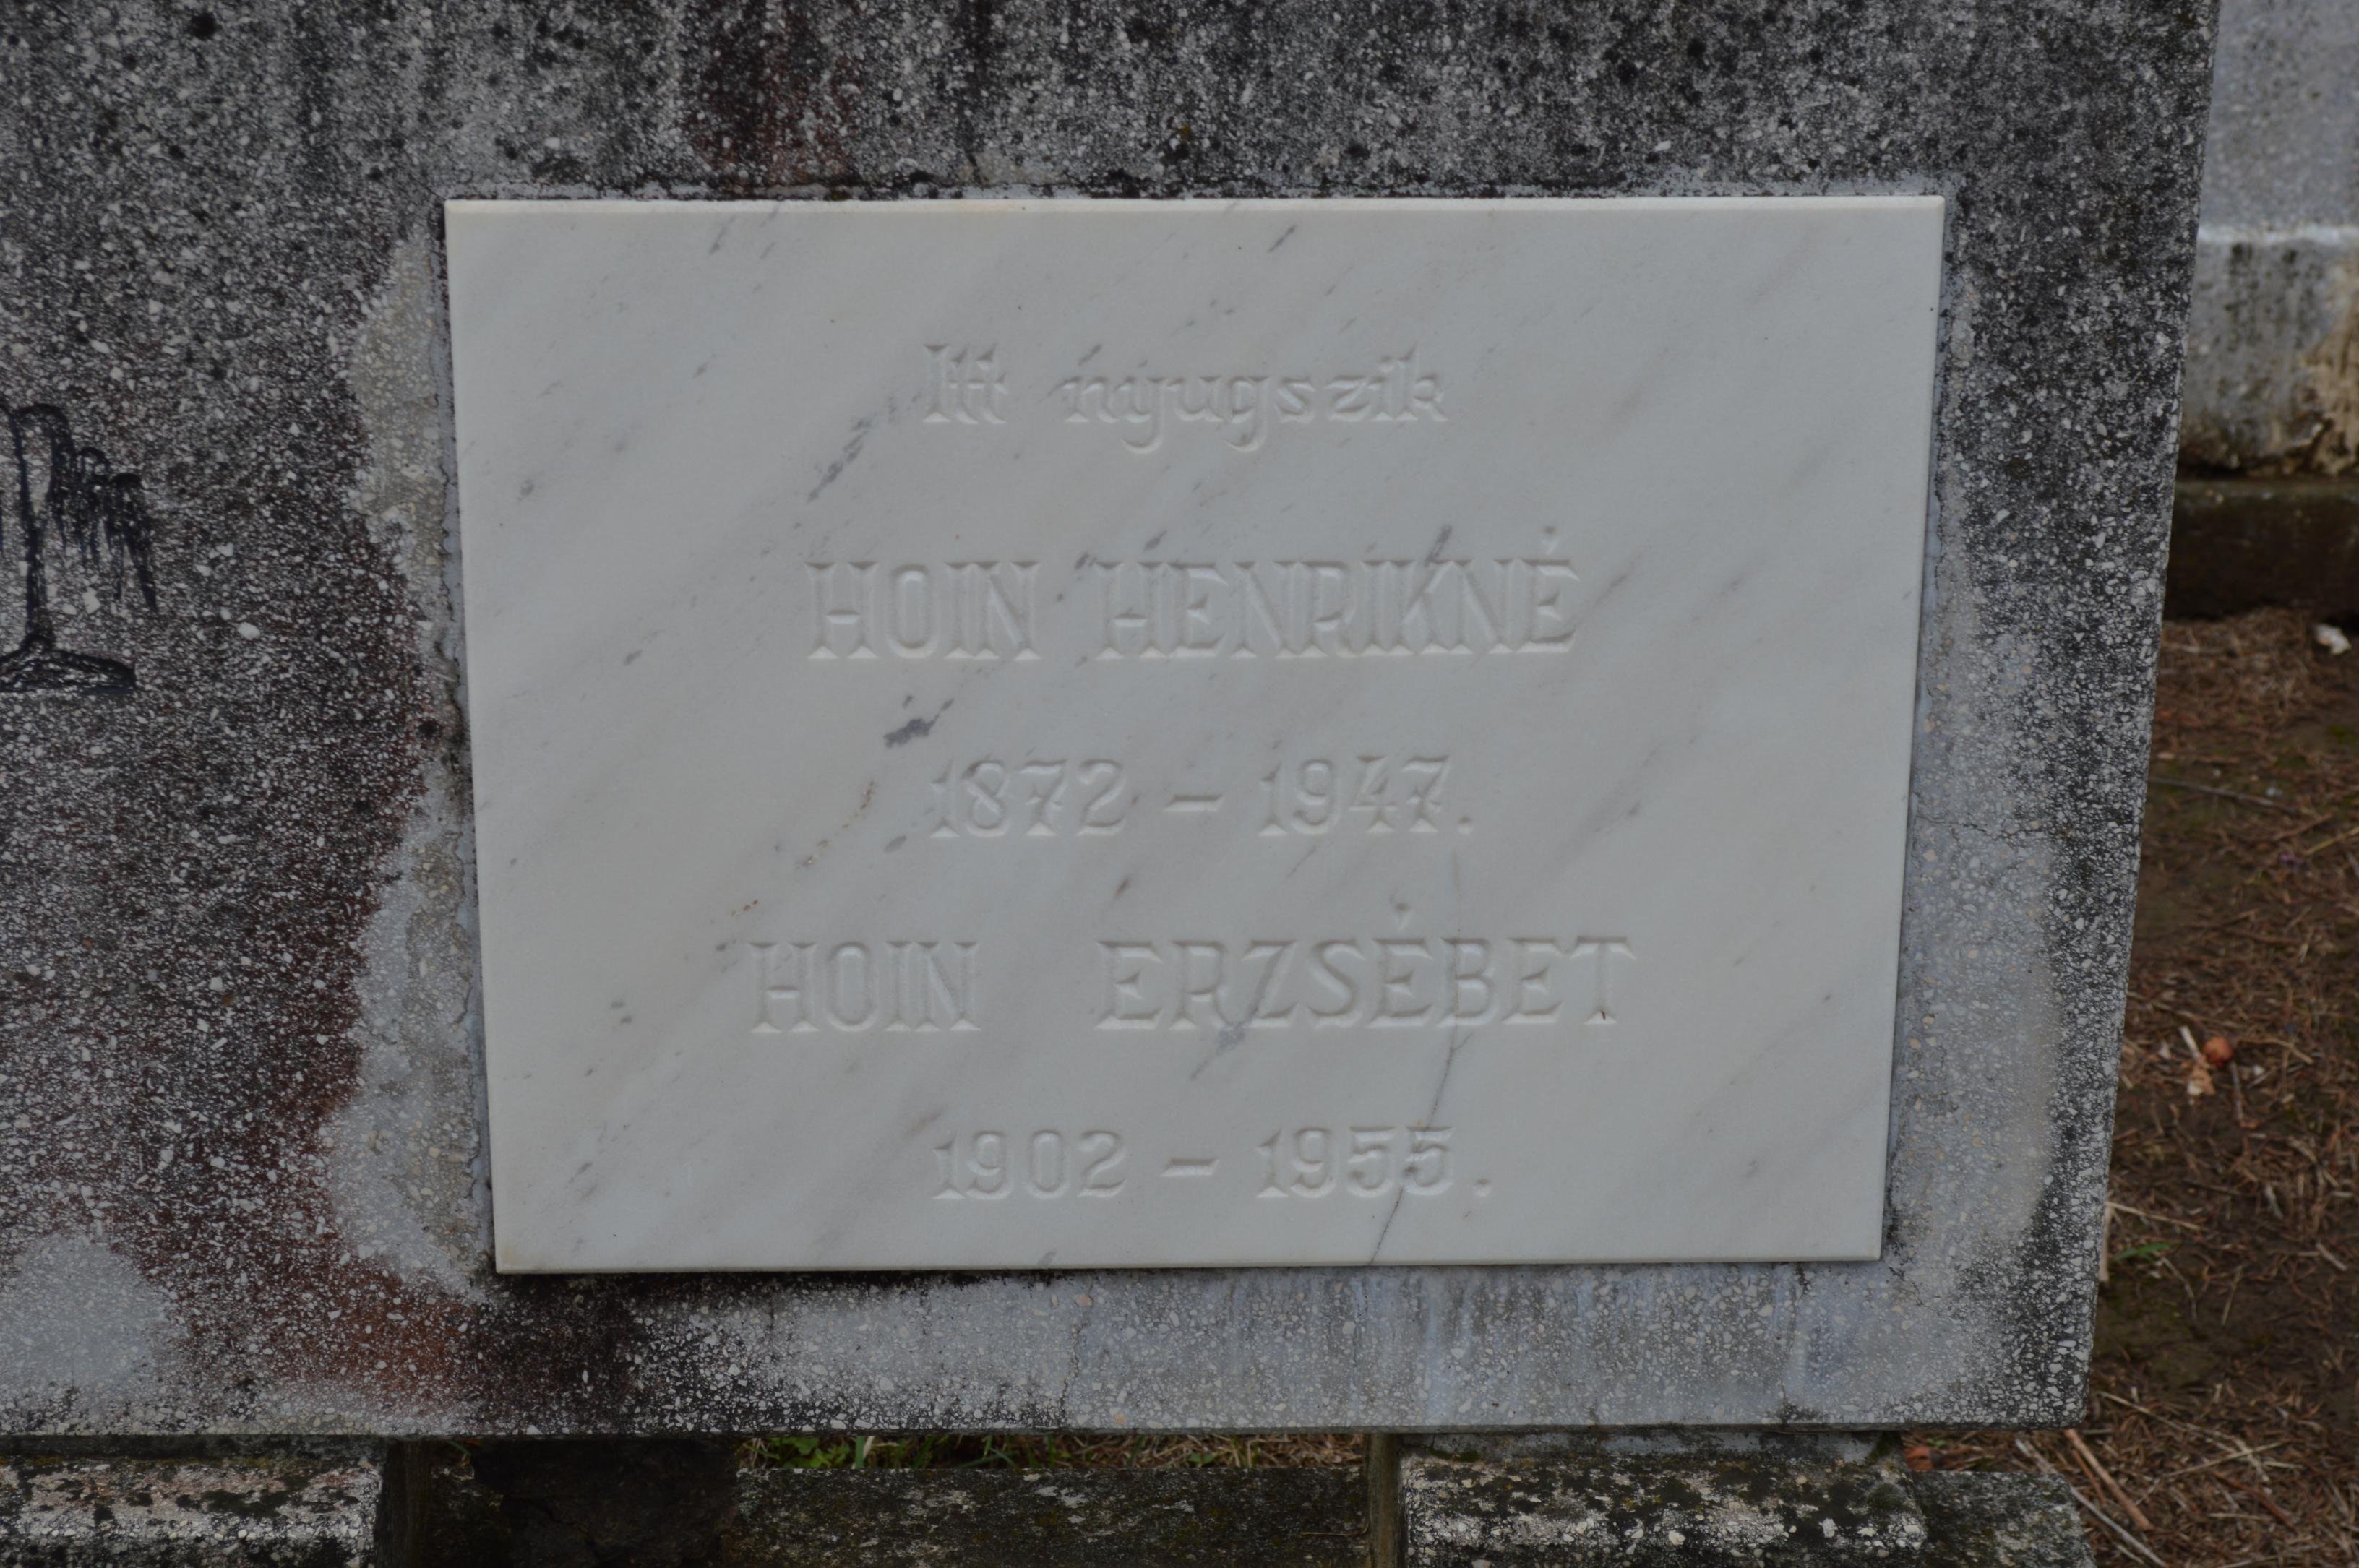 Itt nyugszik
HOIN HENRIKNÉ
1872 – 1947.
HOIN ERZSÉBET
1902 – 1955.